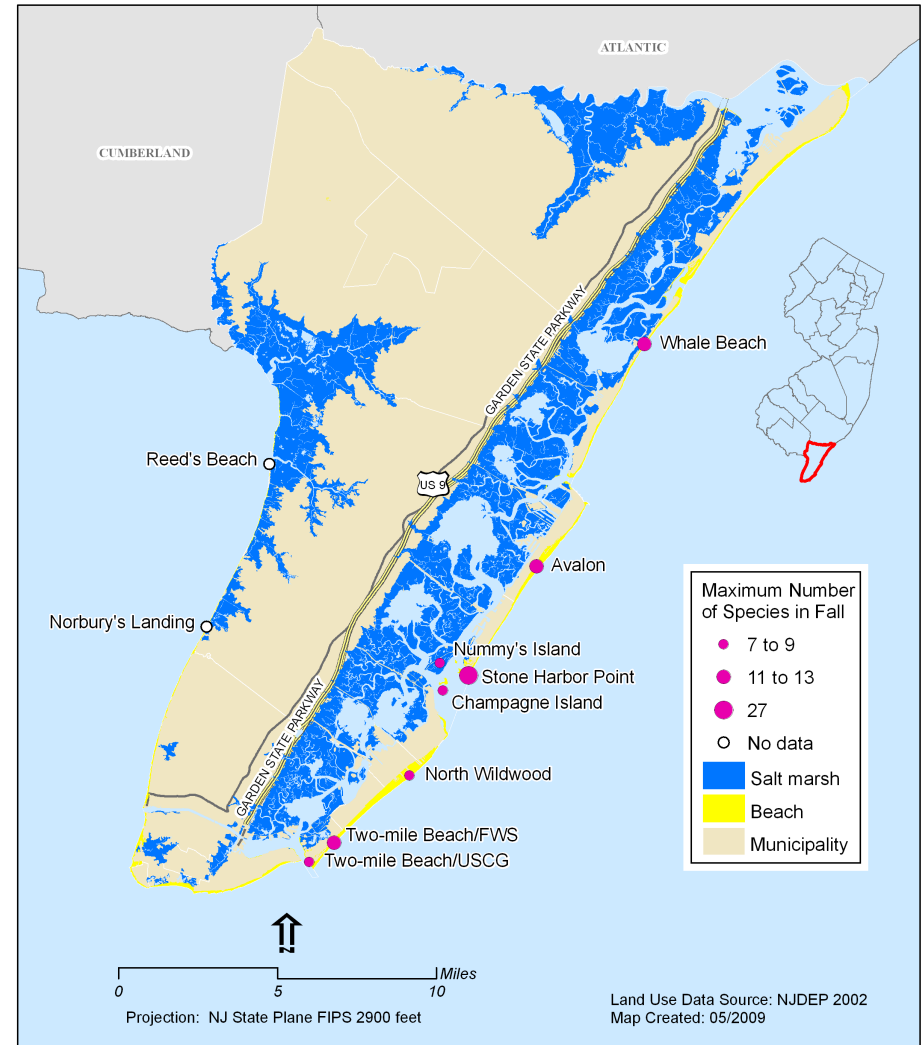 ATLANTIC
CUMBERLAND
GARDEN STATE PARKWAY
Whale Beach
Reed's Beach
US 9
Avalon
Norbury's Landing
Nummy's Island
Stone Harbor Point
Champagne Island
GARDEN STATE PARKWAY
North Wildwood
Two-mile Beach/FWS
Two-mile Beach/USCG
Maximum Number
of Species in Fall
7 to 9
11 to 13
27
No data
Salt marsh
Beach
Municipality
N
Miles
0 5 10
Projection: NJ State Plane FIPS 2900 feet
Land Use Data Source: NJDEP 2002
Map Created: 05/2009